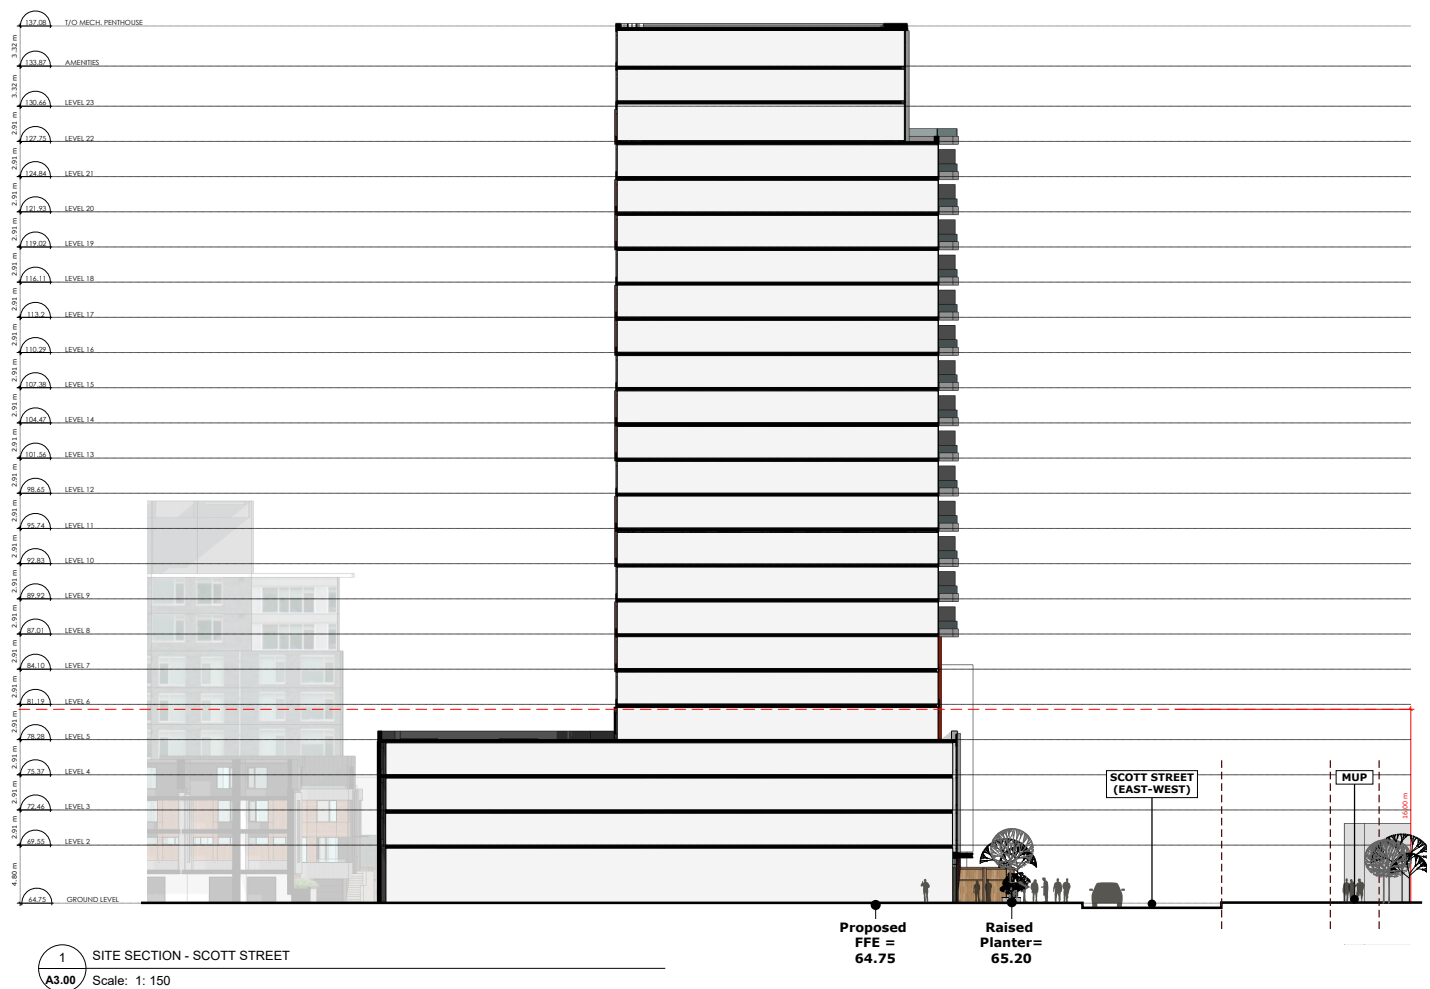 137.08 T/O MECH. PENTHOUSE
3.32 m
133.87 AMENITIES
3.32 m
130.66 LEVEL 23
2.91 m
127.75 LEVEL 22
2.91 m
124.84 LEVEL 21
2.91 m
121.93 LEVEL 20
2.91 m
119.02 LEVEL 19
2.91 m
116.11 LEVEL 18
2.91 m
113.2 LEVEL 17
2.91 m
110.29 LEVEL 16
2.91 m
107.38 LEVEL 15
2.91 m
104.47 LEVEL 14
2.91 m
101.56 LEVEL 13
2.91 m
98.65 LEVEL 12
2.91 m
95.74 LEVEL 11
2.91 m
92.83 LEVEL 10
2.91 m
89.92 LEVEL 9
2.91 m
87.01 LEVEL 8
2.91 m
84.10 LEVEL 7
2.91 m
81.19 LEVEL 6
2.91 m
78.28 LEVEL 5
2.91 m
75.37 LEVEL 4
2.91 m
72.46 LEVEL 3
2.91 m
69.55 LEVEL 2
4.80 m
64.75 GROUND LEVEL
SCOTT STREET
(EAST-WEST)
MUP
16.00 m
Proposed
FFE =
64.75
Raised
Planter=
65.20
1 SITE SECTION - SCOTT STREET
A3.00 Scale: 1: 150